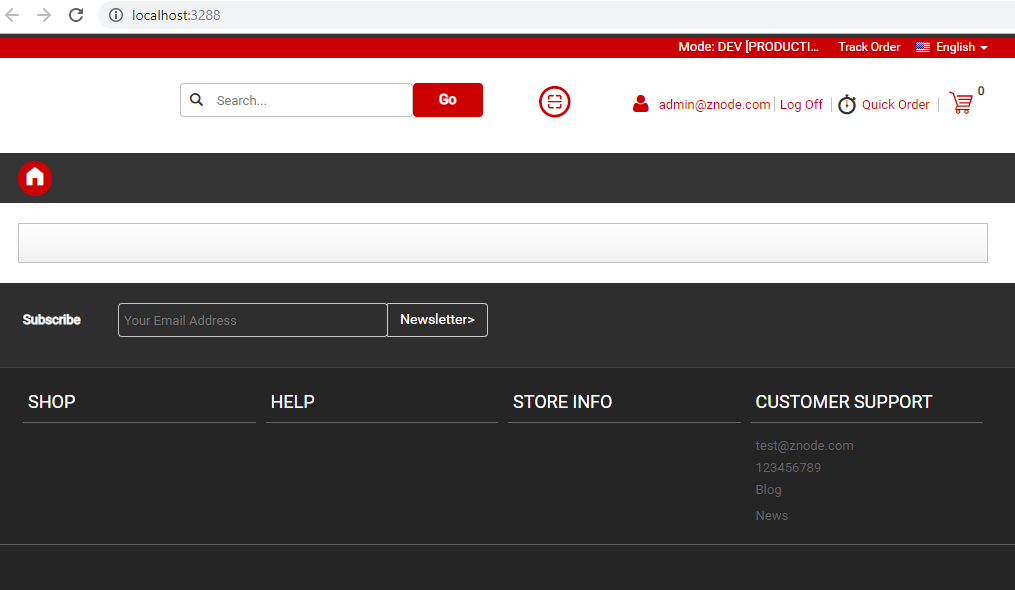 localhost:3288
Mode: DEV [PRODUCTI... Track Order English
Search... Go admin@znode.com Log Off Quick Order 0
Subscribe Your Email Address Newsletter>
SHOP HELP STORE INFO CUSTOMER SUPPORT
test@znode.com
123456789
Blog
News